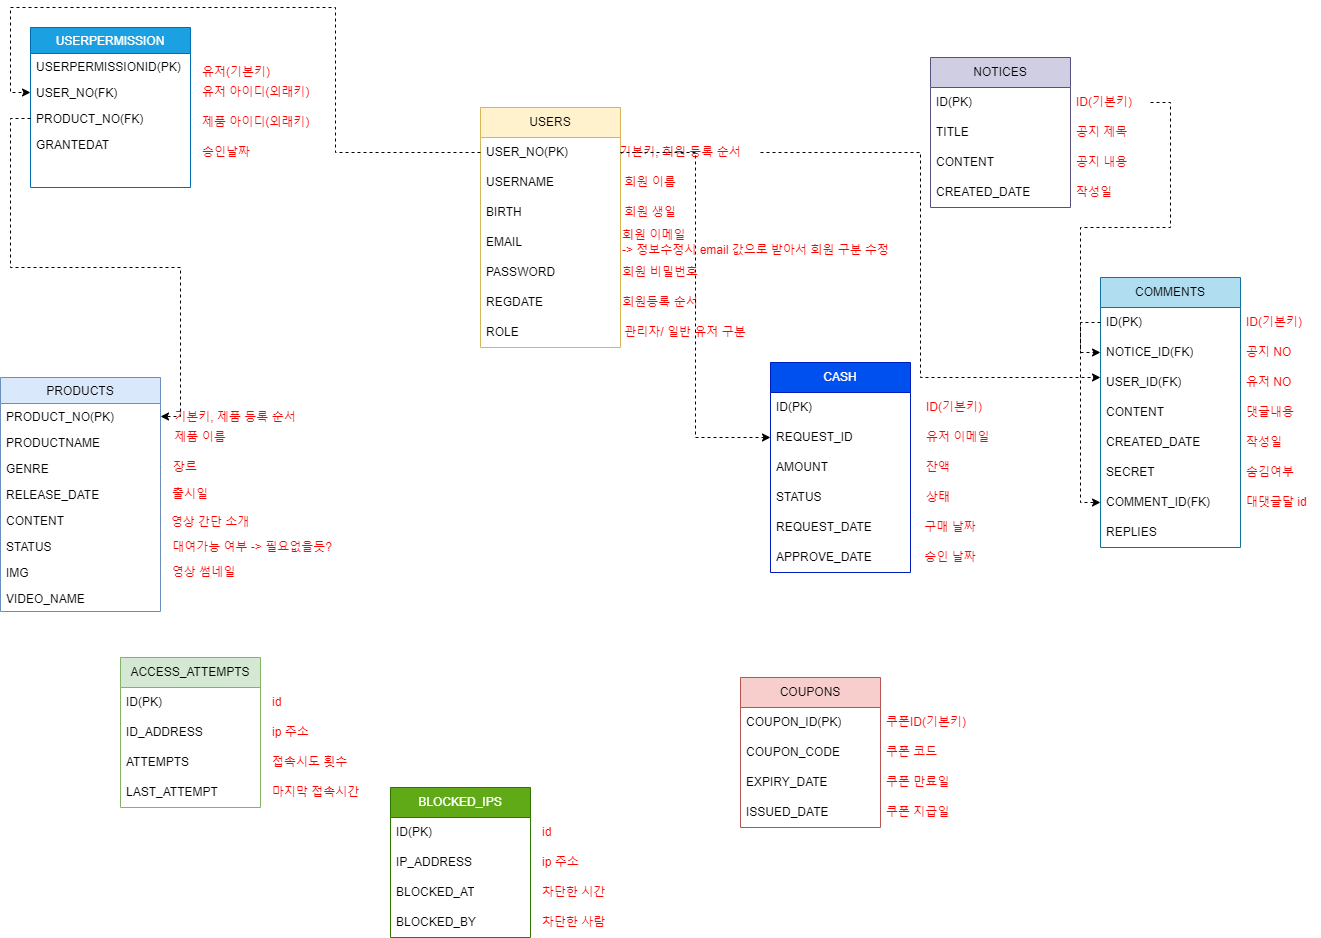 USERPERMISSION
USERPERMISSIONID(PK) 유저(기본키)
USER_NO(FK) 유저 아이디(외래키)
PRODUCT_NO(FK) 제품 아이디(외래키)
GRANTEDAT 승인날짜
USERS
USER_NO(PK) 기본키, 회원 등록 순서
USERNAME 회원 이름
BIRTH 회원 생일
EMAIL 회원 이메일
-> 정보수정시 email 값으로 받아서 회원 구분 수정
PASSWORD 회원 비밀번호
REGDATE 회원등록 순서
ROLE 관리자/ 일반 유저 구분
NOTICES
ID(PK) ID(기본키)
TITLE 공지 제목
CONTENT 공지 내용
CREATED_DATE 작성일
COMMENTS
ID(PK) ID(기본키)
NOTICE_ID(FK) 공지 NO
USER_ID(FK) 유저 NO
CONTENT 댓글내용
CREATED_DATE 작성일
SECRET 숨김여부
COMMENT_ID(FK) 대댓글달 id
REPLIES
CASH
ID(PK) ID(기본키)
REQUEST_ID 유저 이메일
AMOUNT 잔액
STATUS 상태
REQUEST_DATE 구매 날짜
APPROVE_DATE 승인 날짜
PRODUCTS
PRODUCT_NO(PK) 기본키, 제품 등록 순서
PRODUCTNAME 제품 이름
GENRE 장르
RELEASE_DATE 출시일
CONTENT 영상 간단 소개
STATUS 대여가능 여부 -> 필요없을듯?
IMG 영상 썸네일
VIDEO_NAME
ACCESS_ATTEMPTS
ID(PK) id
ID_ADDRESS ip 주소
ATTEMPTS 접속시도 횟수
LAST_ATTEMPT 마지막 접속시간
BLOCKED_IPS
ID(PK) id
IP_ADDRESS ip 주소
BLOCKED_AT 차단한 시간
BLOCKED_BY 차단한 사람
COUPONS
COUPON_ID(PK) 쿠폰ID(기본키)
COUPON_CODE 쿠폰 코드
EXPIRY_DATE 쿠폰 만료일
ISSUED_DATE 쿠폰 지급일